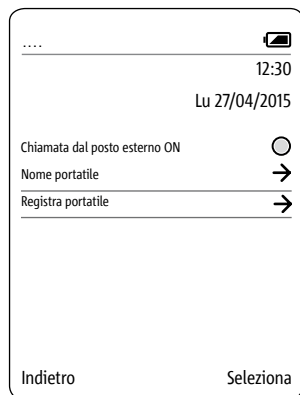 ....
12:30
Lu 27/04/2015
Chiamata dal posto esterno ON
Nome portatile
Registra portatile
Indietro Seleziona